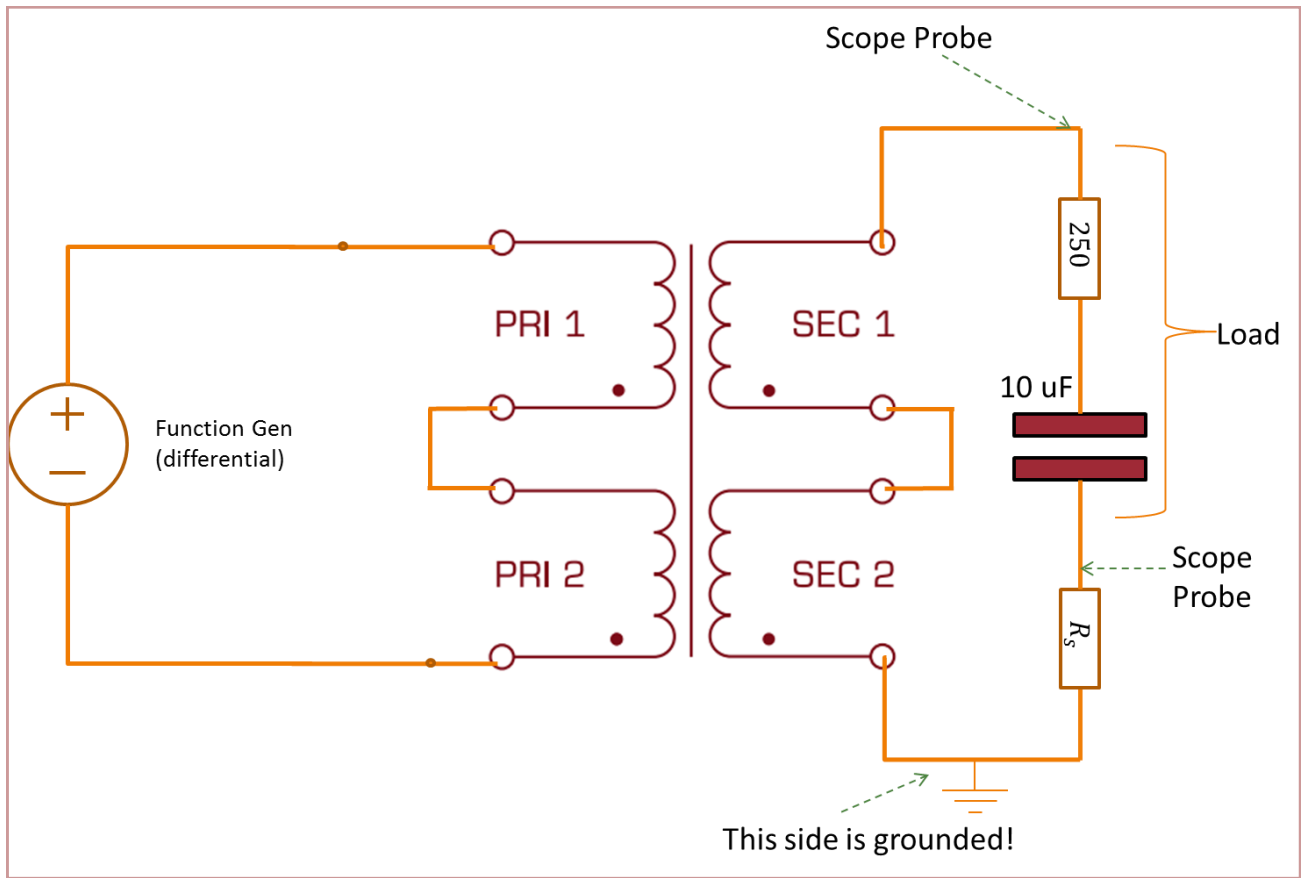 Scope Probe
250
PRI 1
SEC 1
Load
10 uF
Function Gen
(differential)
Scope
Probe
PRI 2
SEC 2
Rs
This side is grounded!